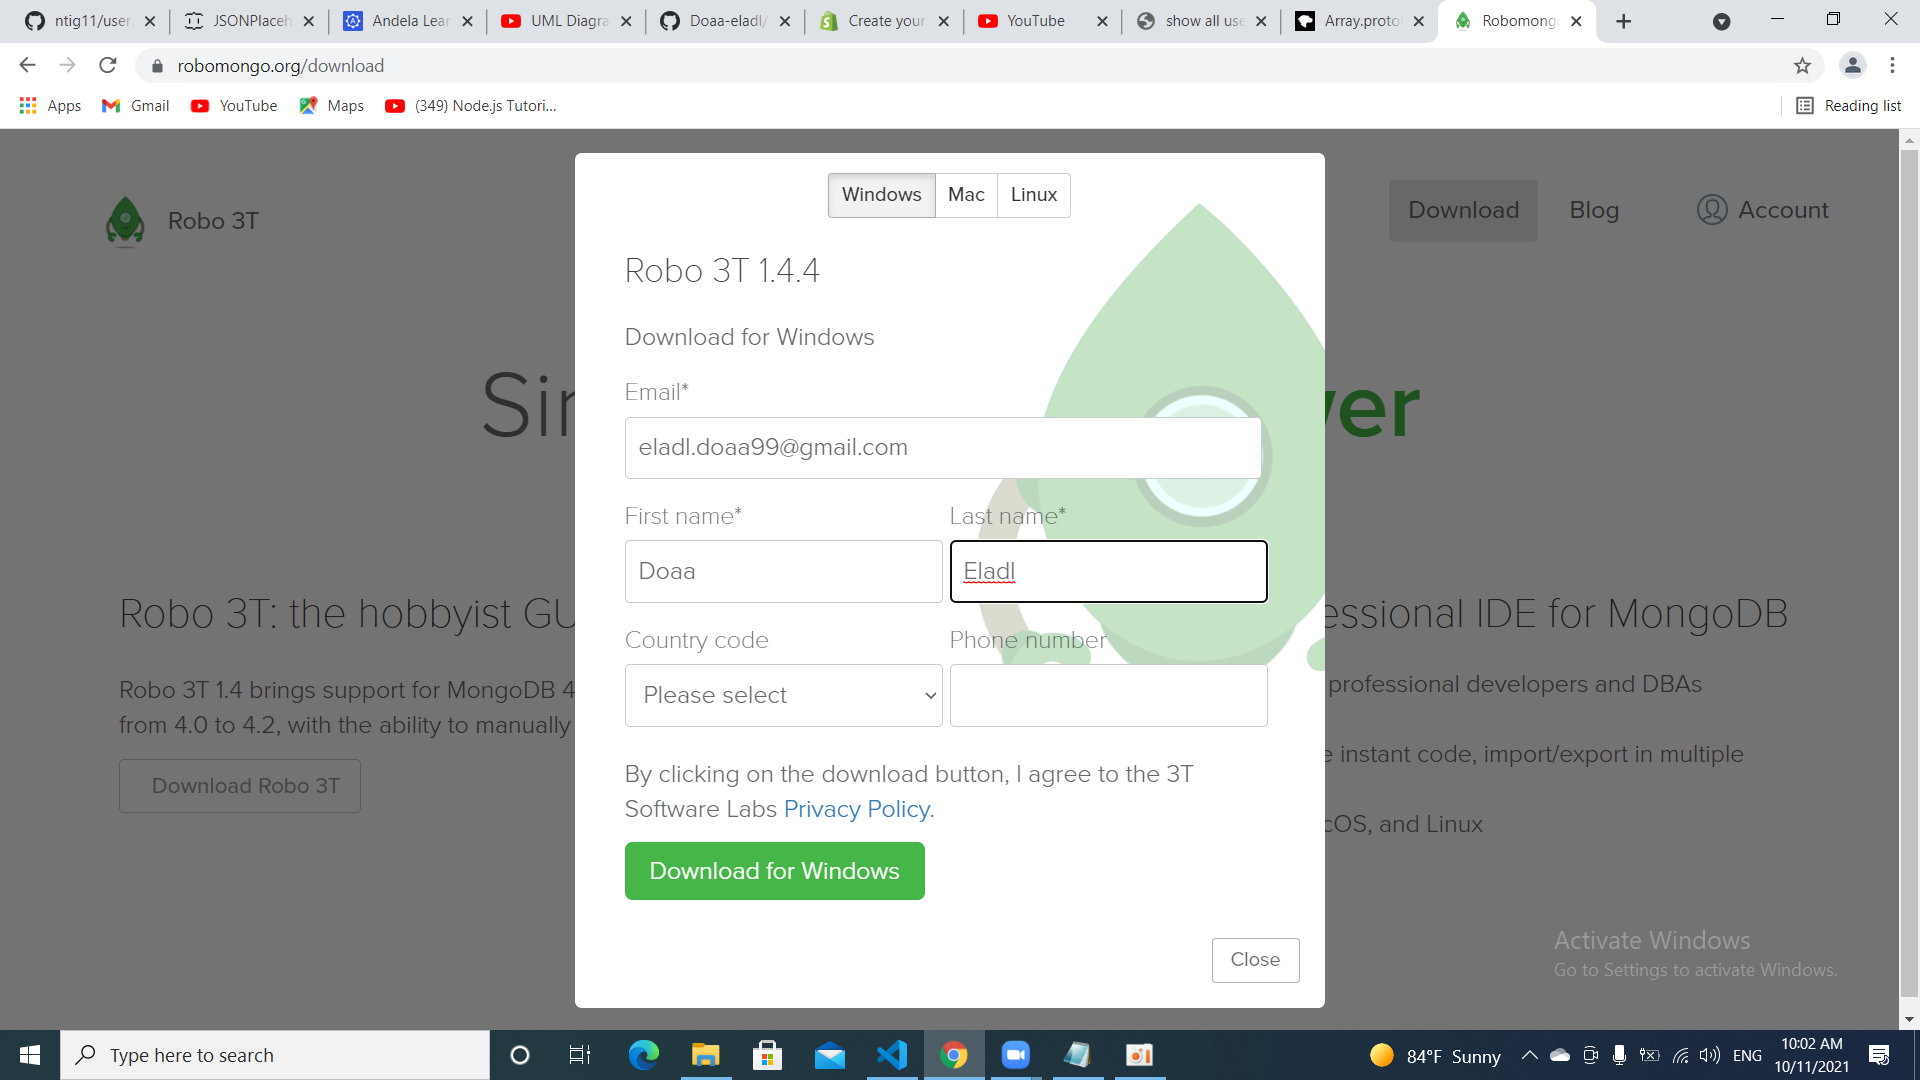 ntig11/user
JSONPlaceh
Andela Lear
UML Diagra
Doaa-eladl/
Create your
YouTube
show all use
Array.proto
Robomong
robomongo.org/download
Apps
Gmail
YouTube
Maps
(349) Node.js Tutori...
Reading list
Robo 3T
Download
Blog
Account
Windows
Mac
Linux
Robo 3T 1.4.4
Download for Windows
Email*
eladl.doaa99@gmail.com
First name*
Last name*
Doaa
Eladl
Country code
Phone number
Please select
By clicking on the download button, I agree to the 3T
Software Labs Privacy Policy.
Download for Windows
Close
Robo 3T: the hobbyist GU
Robo 3T 1.4 brings support for MongoDB 4
from 4.0 to 4.2, with the ability to manually
Download Robo 3T
essional IDE for MongoDB
professional developers and DBAs
e instant code, import/export in multiple
cOS, and Linux
Activate Windows
Go to Settings to activate Windows.
Type here to search
84°F Sunny
ENG
10:02 AM
10/11/2021